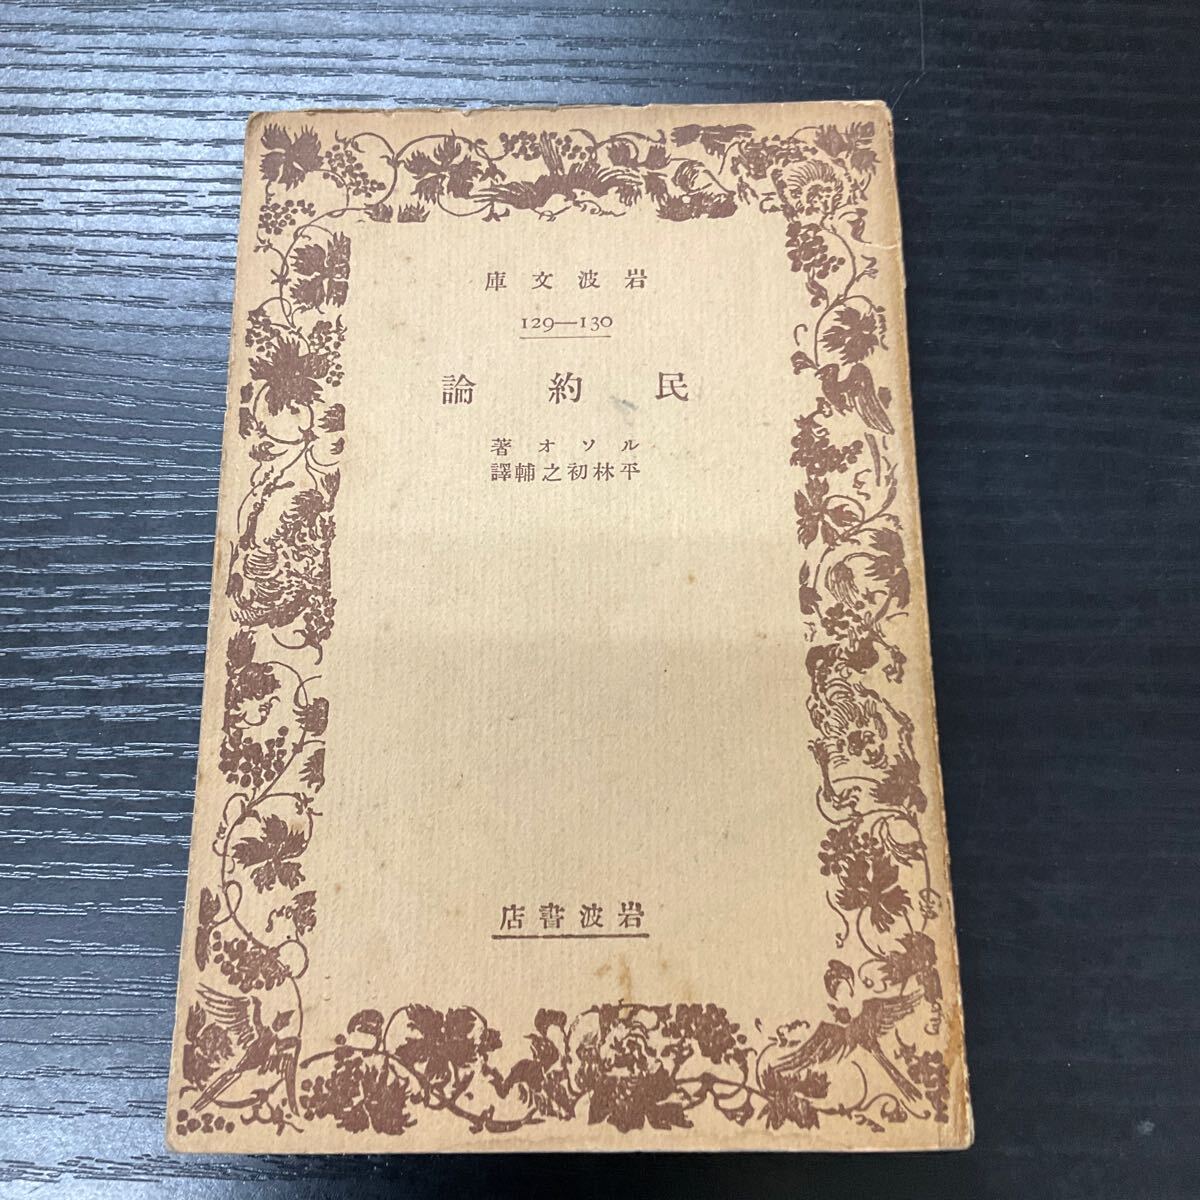 岩波文庫
129—130
民約論
ルソオ著
平林初之輔譯
岩波書店